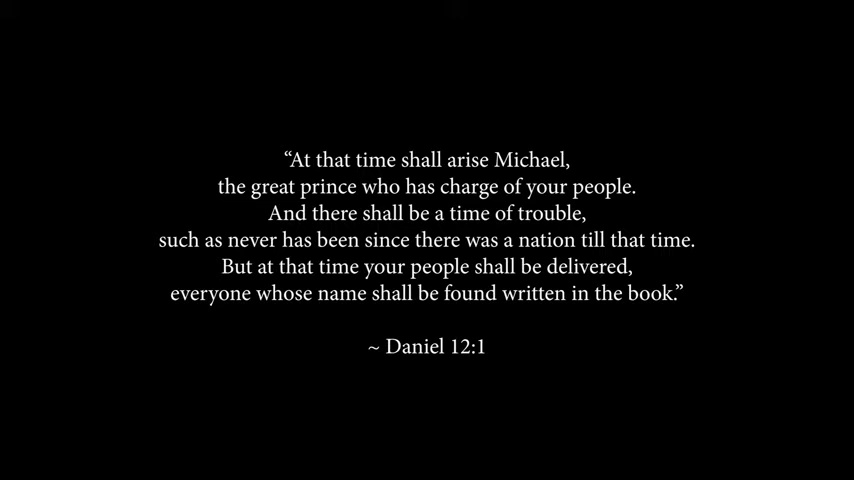 “At that time shall arise Michael,
the great prince who has charge of your people.
And there shall be a time of trouble,
such as never has been since there was a nation till that time.
But at that time your people shall be delivered,
everyone whose name shall be found written in the book.”
~ Daniel 12:1